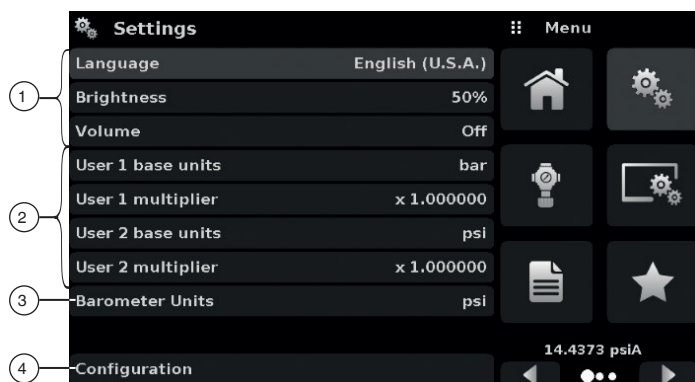 Settings
Menu
1
Language English (U.S.A.)
Brightness 50%
Volume Off
2
User 1 base units bar
User 1 multiplier x 1.000000
User 2 base units psi
User 2 multiplier x 1.000000
3
Barometer Units psi
14.4373 psiA
4
Configuration